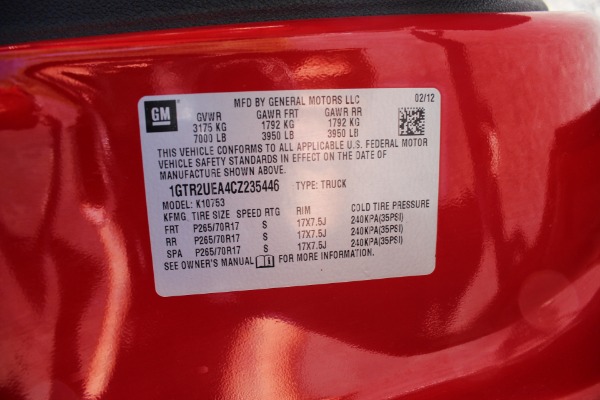 MFD BY GENERAL MOTORS LLC 02/12
GM
GVWR GAWR FRT GAWR RR
3175 KG 1792 KG 1792 KG
7000 LB 3950 LB 3950 LB
THIS VEHICLE CONFORMS TO ALL APPLICABLE U.S. FEDERAL MOTOR
VEHICLE SAFETY STANDARDS IN EFFECT ON THE DATE OF
MANUFACTURE SHOWN ABOVE.
1GTR2UEA4CZ235446 TYPE: TRUCK
MODEL: K10753
KFMG TIRE SIZE SPEED RTG RIM COLD TIRE PRESSURE
FRT P265/70R17 S 17X7.5J 240KPA(35PSI)
RR P265/70R17 S 17X7.5J 240KPA(35PSI)
SPA P265/70R17 S 17X7.5J 240KPA(35PSI)
SEE OWNER'S MANUAL FOR MORE INFORMATION.